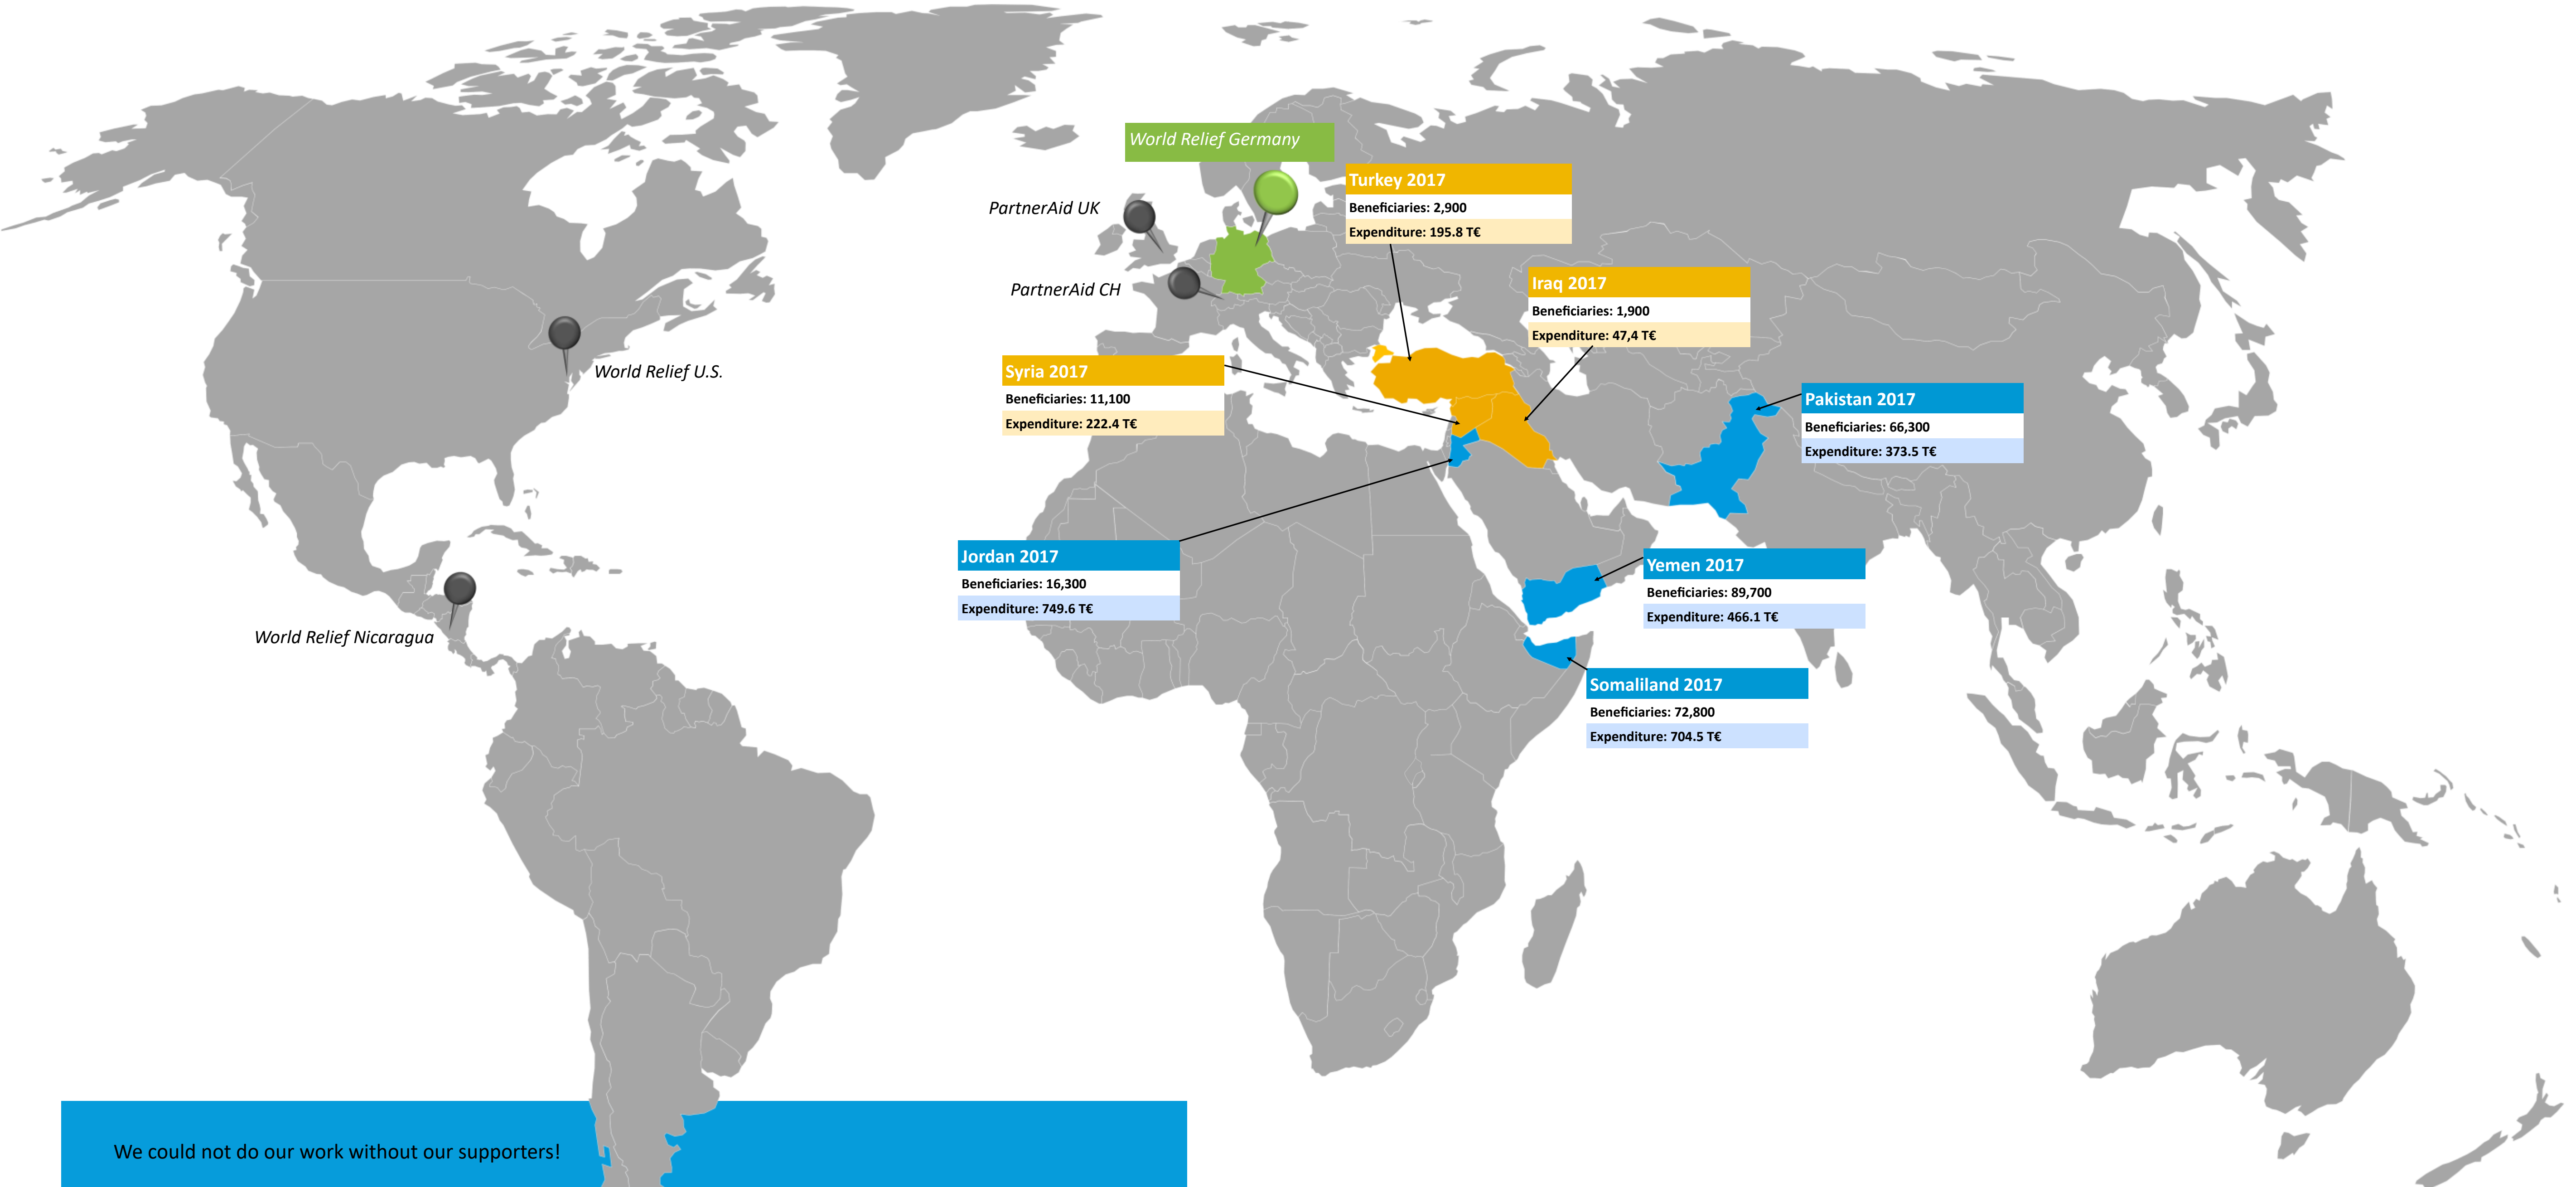 World Relief Germany
Turkey 2017
Beneficiaries: 2,900
Expenditure: 195.8 T€
PartnerAid UK
PartnerAid CH
Iraq 2017
Beneficiaries: 1,900
Expenditure: 47,4 T€
World Relief U.S.
Syria 2017
Beneficiaries: 11,100
Expenditure: 222.4 T€
Pakistan 2017
Beneficiaries: 66,300
Expenditure: 373.5 T€
Jordan 2017
Beneficiaries: 16,300
Expenditure: 749.6 T€
Yemen 2017
Beneficiaries: 89,700
Expenditure: 466.1 T€
World Relief Nicaragua
Somaliland 2017
Beneficiaries: 72,800
Expenditure: 704.5 T€
We could not do our work without our supporters!